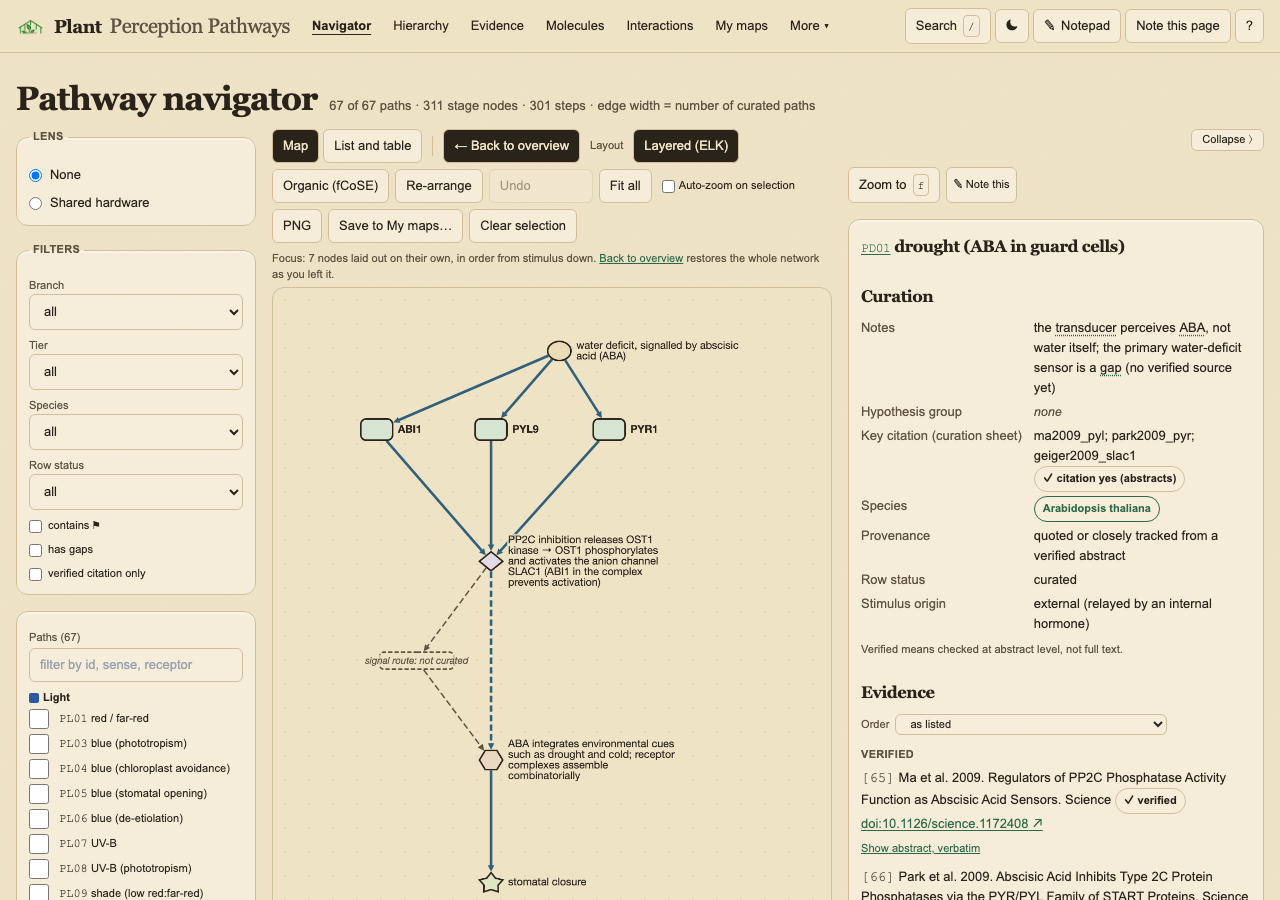 Plant Perception Pathways
Navigator
Hierarchy
Evidence
Molecules
Interactions
My maps
More ▾
Search /
✎ Notepad
Note this page
?
Pathway navigator
67 of 67 paths · 311 stage nodes · 301 steps · edge width = number of curated paths
LENS
None
Shared hardware
FILTERS
Branch
all
Tier
all
Species
all
Row status
all
contains ⚑
has gaps
verified citation only
Paths (67)
filter by id, sense, receptor
Light
PL01 red / far-red
PL03 blue (phototropism)
PL04 blue (chloroplast avoidance)
PL05 blue (stomatal opening)
PL06 blue (de-etiolation)
PL07 UV-B
PL08 UV-B (phototropism)
PL09 shade (low red:far-red)
Map
List and table
← Back to overview
Layout
Layered (ELK)
Organic (fCoSE)
Re-arrange
Undo
Fit all
Auto-zoom on selection
PNG
Save to My maps…
Clear selection
Focus: 7 nodes laid out on their own, in order from stimulus down. Back to overview restores the whole network
as you left it.
water deficit, signalled by abscisic
acid (ABA)
ABI1
PYL9
PYR1
PP2C inhibition releases OST1
kinase → OST1 phosphorylates
and activates the anion channel
SLAC1 (ABI1 in the complex
prevents activation)
signal route: not curated
ABA integrates environmental cues
such as drought and cold; receptor
complexes assemble
combinatorially
stomatal closure
Collapse 〉
Zoom to f
✎ Note this
PD01 drought (ABA in guard cells)
Curation
Notes
the transducer perceives ABA, not
water itself; the primary water-deficit
sensor is a gap (no verified source
yet)
Hypothesis group
none
Key citation (curation sheet)
ma2009_pyl; park2009_pyr;
geiger2009_slac1
✓ citation yes (abstracts)
Species
Arabidopsis thaliana
Provenance
quoted or closely tracked from a
verified abstract
Row status
curated
Stimulus origin
external (relayed by an internal
hormone)
Verified means checked at abstract level, not full text.
Evidence
Order
as listed
VERIFIED
[65] Ma et al. 2009. Regulators of PP2C Phosphatase Activity
Function as Abscisic Acid Sensors. Science ✓ verified
doi:10.1126/science.1172408 ↗
Show abstract, verbatim
[66] Park et al. 2009. Abscisic Acid Inhibits Type 2C Protein
Phosphatases via the PYR/PYL Family of START Proteins. Science